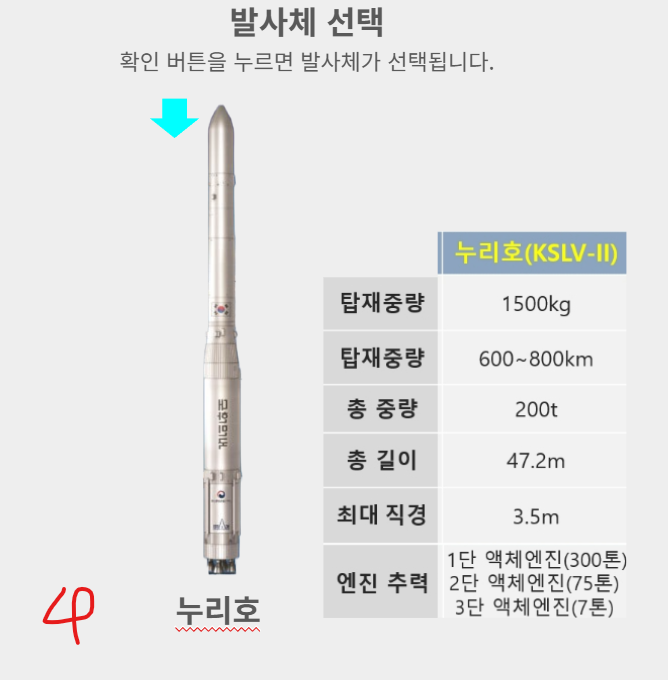 발사체 선택
확인 버튼을 누르면 발사체가 선택됩니다.
누리호(KSLV-II)
탑재중량 1500kg
탑재중량 600~800km
총 중량 200t
총 길이 47.2m
최대 직경 3.5m
엔진 추력 1단 액체엔진(300톤)
2단 액체엔진(75톤)
3단 액체엔진(7톤)
누리호